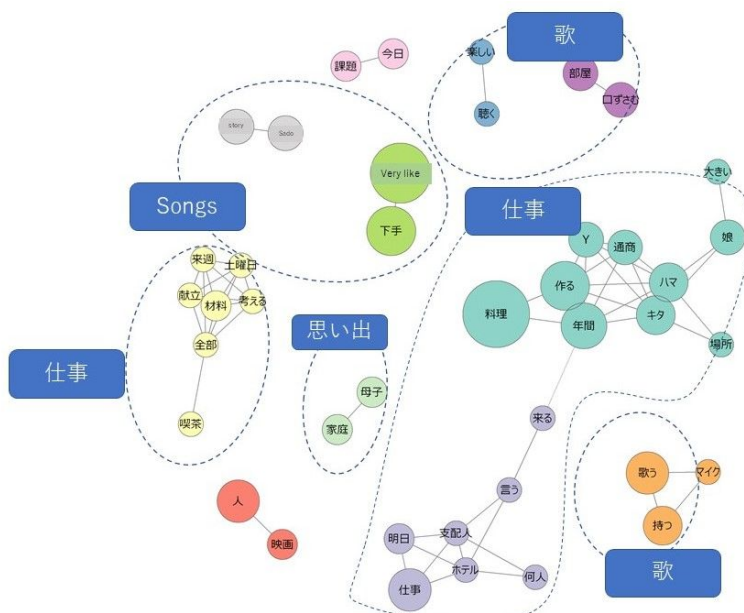 歌
今日
課題
楽しい
部屋
口ずさむ
聴く
story
Sado
Very like
下手
Songs
仕事
大きい
娘
Y
通商
ハマ
作る
料理
年間
キタ
場所
来週
土曜日
献立
材料
考える
全部
喫茶
仕事
思い出
母子
家庭
来る
歌う
マイク
持つ
歌
言う
人
映画
明日
支配人
ホテル
何人
仕事